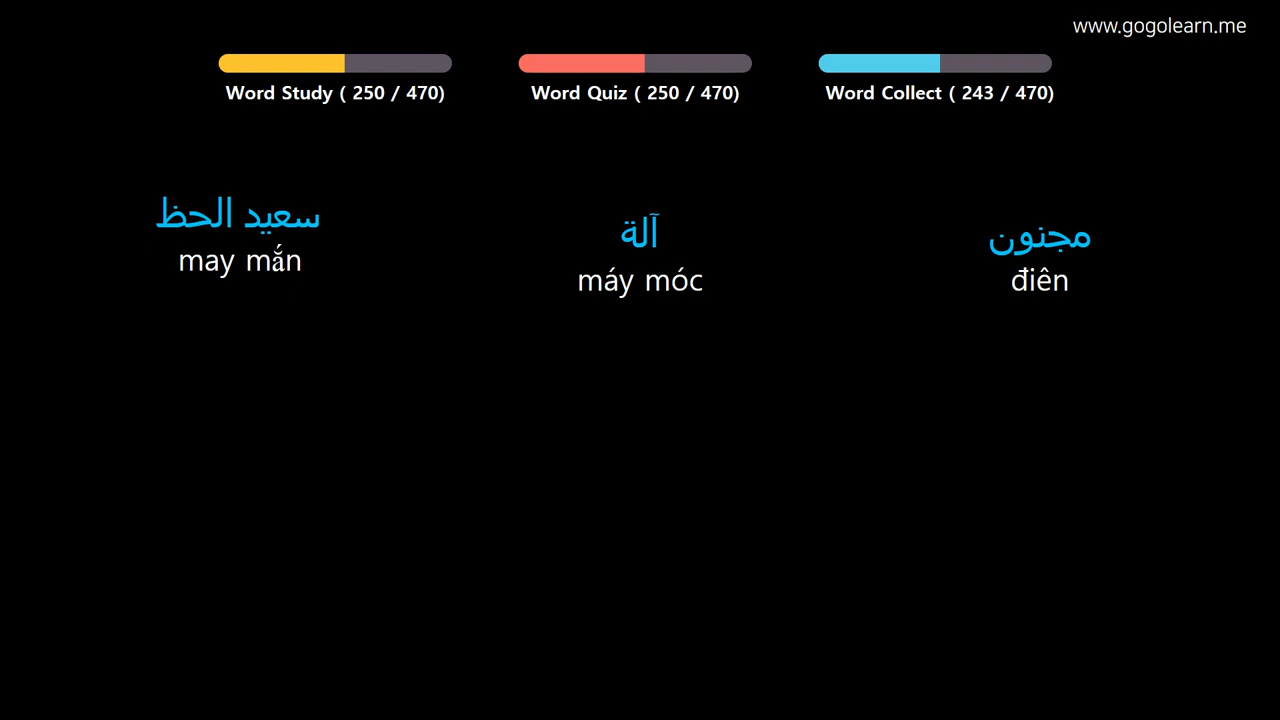 www.gogolearn.me
Word Study ( 250 / 470)
Word Quiz ( 250 / 470)
Word Collect ( 243 / 470)
سعيد الحظ
may mắn
آلة
máy móc
مجنون
điên